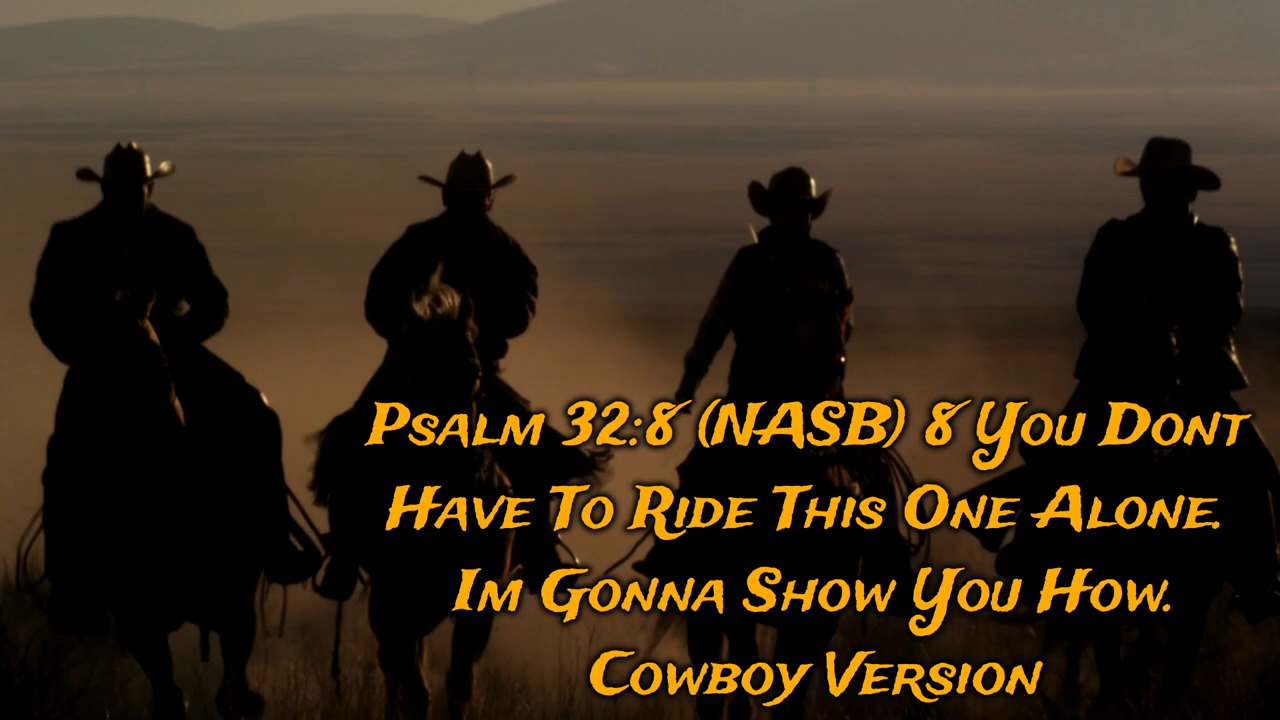 Psalm 32:8 (NASB) 8 You Dont
Have To Ride This One Alone.
Im Gonna Show You How.
Cowboy Version